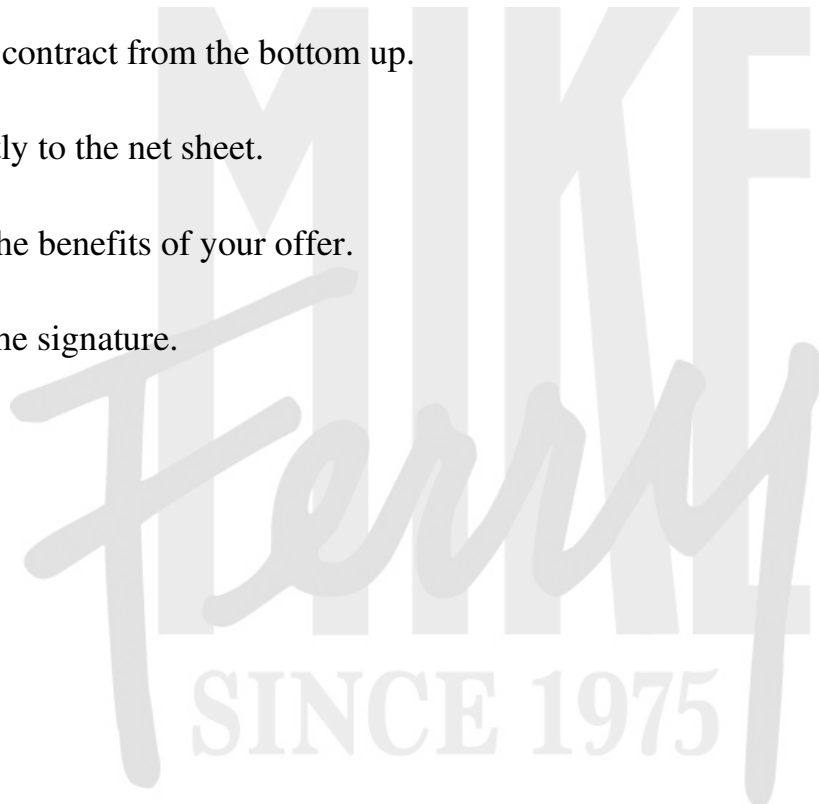 contract from the bottom up.
ly to the net sheet.
he benefits of your offer.
he signature.
MIKE
Ferry
SINCE 1975